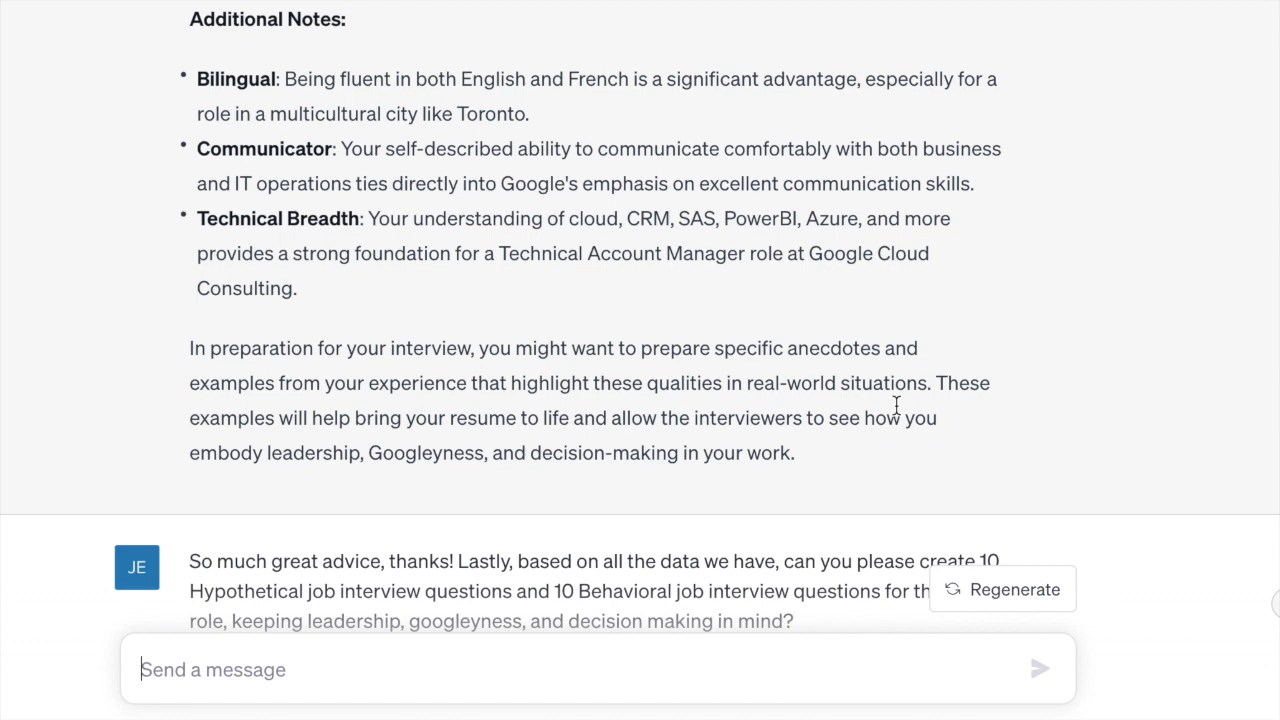 Additional Notes:
Bilingual: Being fluent in both English and French is a significant advantage, especially for a
role in a multicultural city like Toronto.
Communicator: Your self-described ability to communicate comfortably with both business
and IT operations ties directly into Google's emphasis on excellent communication skills.
Technical Breadth: Your understanding of cloud, CRM, SAS, PowerBI, Azure, and more
provides a strong foundation for a Technical Account Manager role at Google Cloud
Consulting.
In preparation for your interview, you might want to prepare specific anecdotes and
examples from your experience that highlight these qualities in real-world situations. These
examples will help bring your resume to life and allow the interviewers to see how you
embody leadership, Googleyness, and decision-making in your work.
JE
So much great advice, thanks! Lastly, based on all the data we have, can you please create 10
Hypothetical job interview questions and 10 Behavioral job interview questions for
role, keeping leadership, googleyness, and decision making in mind?
Regenerate
Send a message